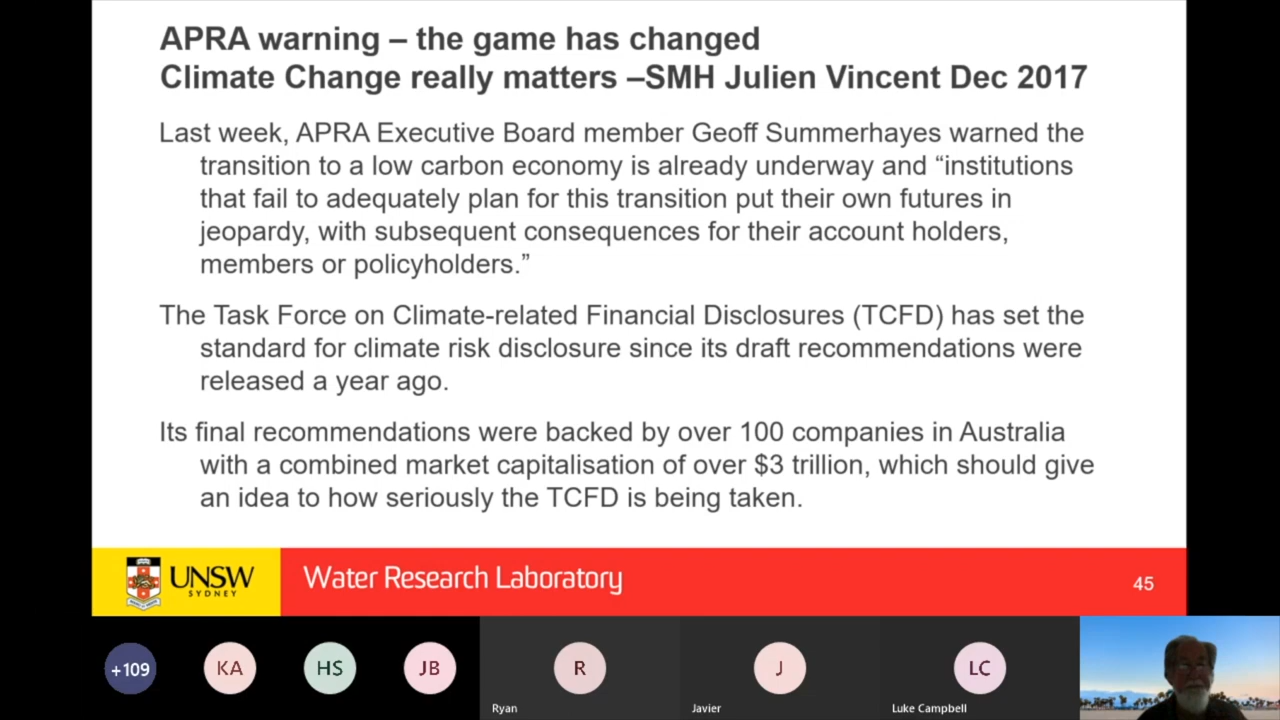 APRA warning – the game has changed
Climate Change really matters –SMH Julien Vincent Dec 2017
Last week, APRA Executive Board member Geoff Summerhayes warned the
transition to a low carbon economy is already underway and “institutions
that fail to adequately plan for this transition put their own futures in
jeopardy, with subsequent consequences for their account holders,
members or policyholders.”
The Task Force on Climate-related Financial Disclosures (TCFD) has set the
standard for climate risk disclosure since its draft recommendations were
released a year ago.
Its final recommendations were backed by over 100 companies in Australia
with a combined market capitalisation of over $3 trillion, which should give
an idea to how seriously the TCFD is being taken.
UNSW
SYDNEY
Water Research Laboratory
45
+109
KA
HS
JB
R
J
LC
Ryan
Javier
Luke Campbell